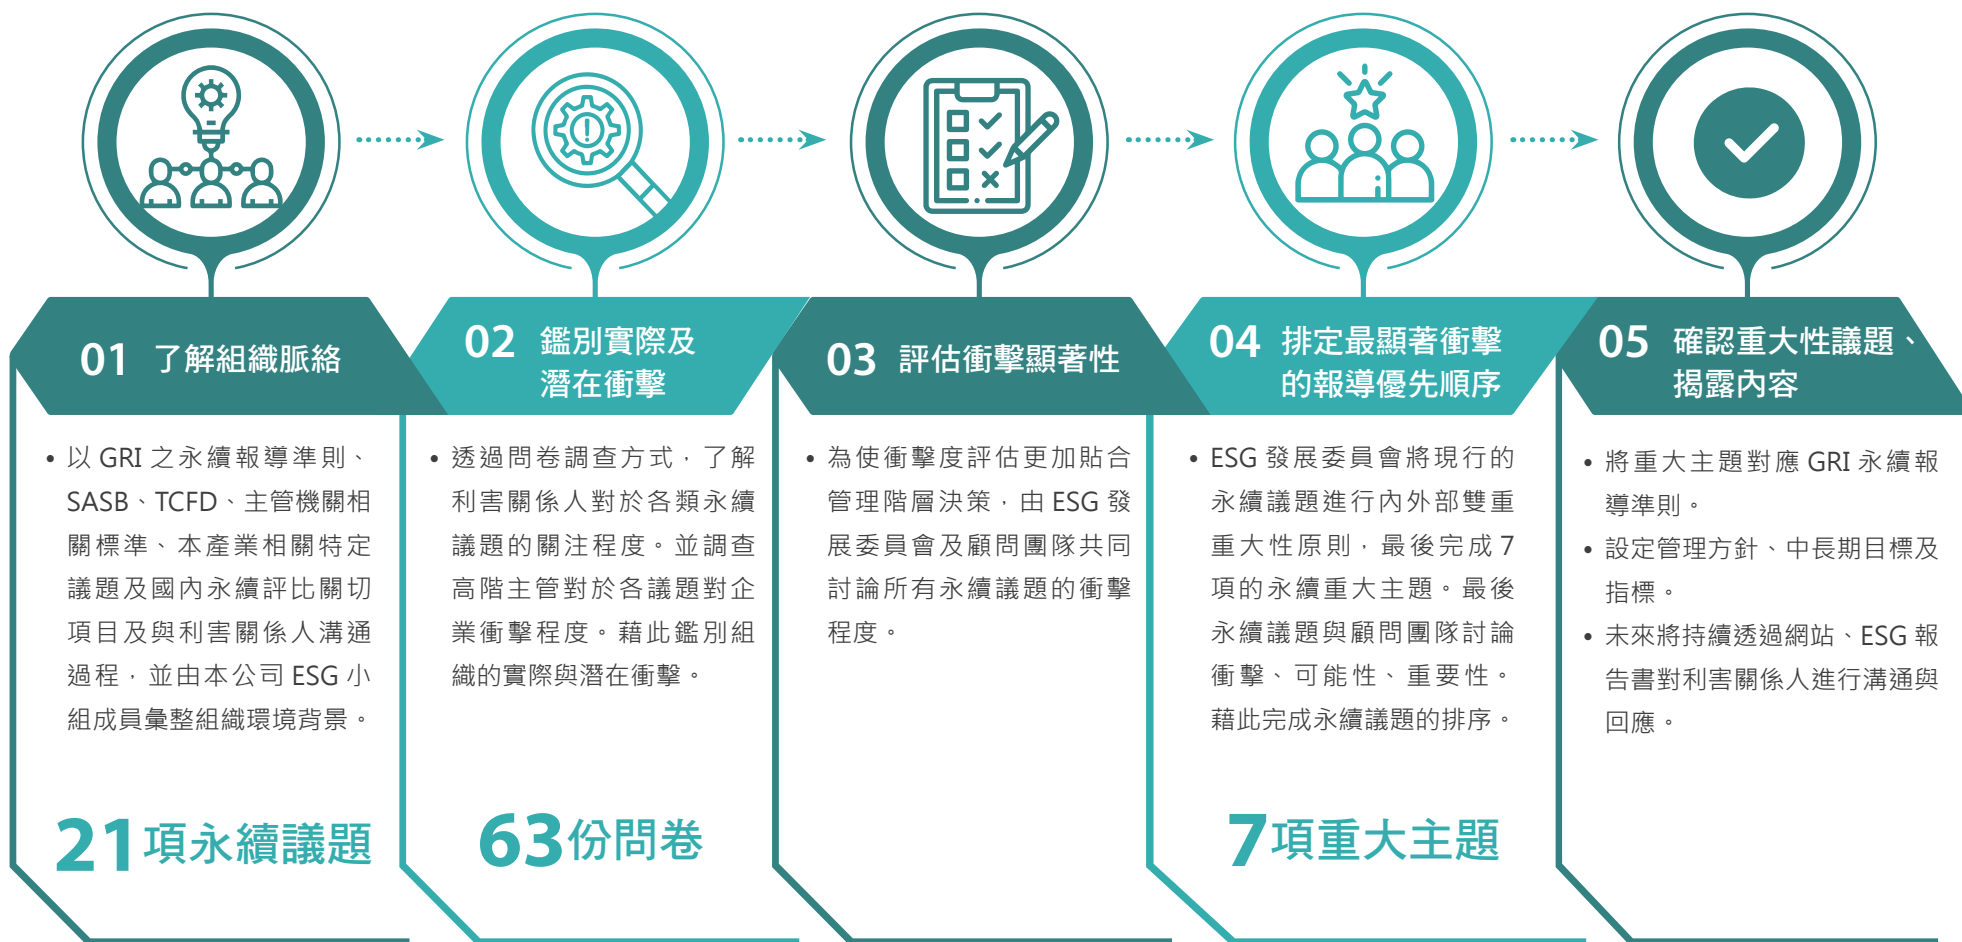 01 了解組織脈絡
• 以 GRI 之永續報導準則、
SASB、TCFD、主管機關相
關標準、本產業相關特定
議題及國內永續評比關切
項目及與利害關係人溝通
過程，並由本公司 ESG 小
組成員彙整組織環境背景。
21項永續議題
02 鑑別實際及
潛在衝擊
• 透過問卷調查方式，了解
利害關係人對於各類永續
議題的關注程度。並調查
高階主管對於各議題對企
業衝擊程度。藉此鑑別組
織的實際與潛在衝擊。
63份問卷
03 評估衝擊顯著性
• 為使衝擊度評估更加貼合
管理階層決策，由 ESG 發
展委員會及顧問團隊共同
討論所有永續議題的衝擊
程度。
04 排定最顯著衝擊
的報導優先順序
• ESG 發展委員會將現行的
永續議題進行內外部雙重
重大性原則，最後完成 7
項的永續重大主題。最後
永續議題與顧問團隊討論
衝擊、可能性、重要性。
藉此完成永續議題的排序。
7項重大主題
05 確認重大性議題、
揭露內容
• 將重大主題對應 GRI 永續報
導準則。
• 設定管理方針、中長期目標及
指標。
• 未來將持續透過網站、ESG 報
告書對利害關係人進行溝通與
回應。